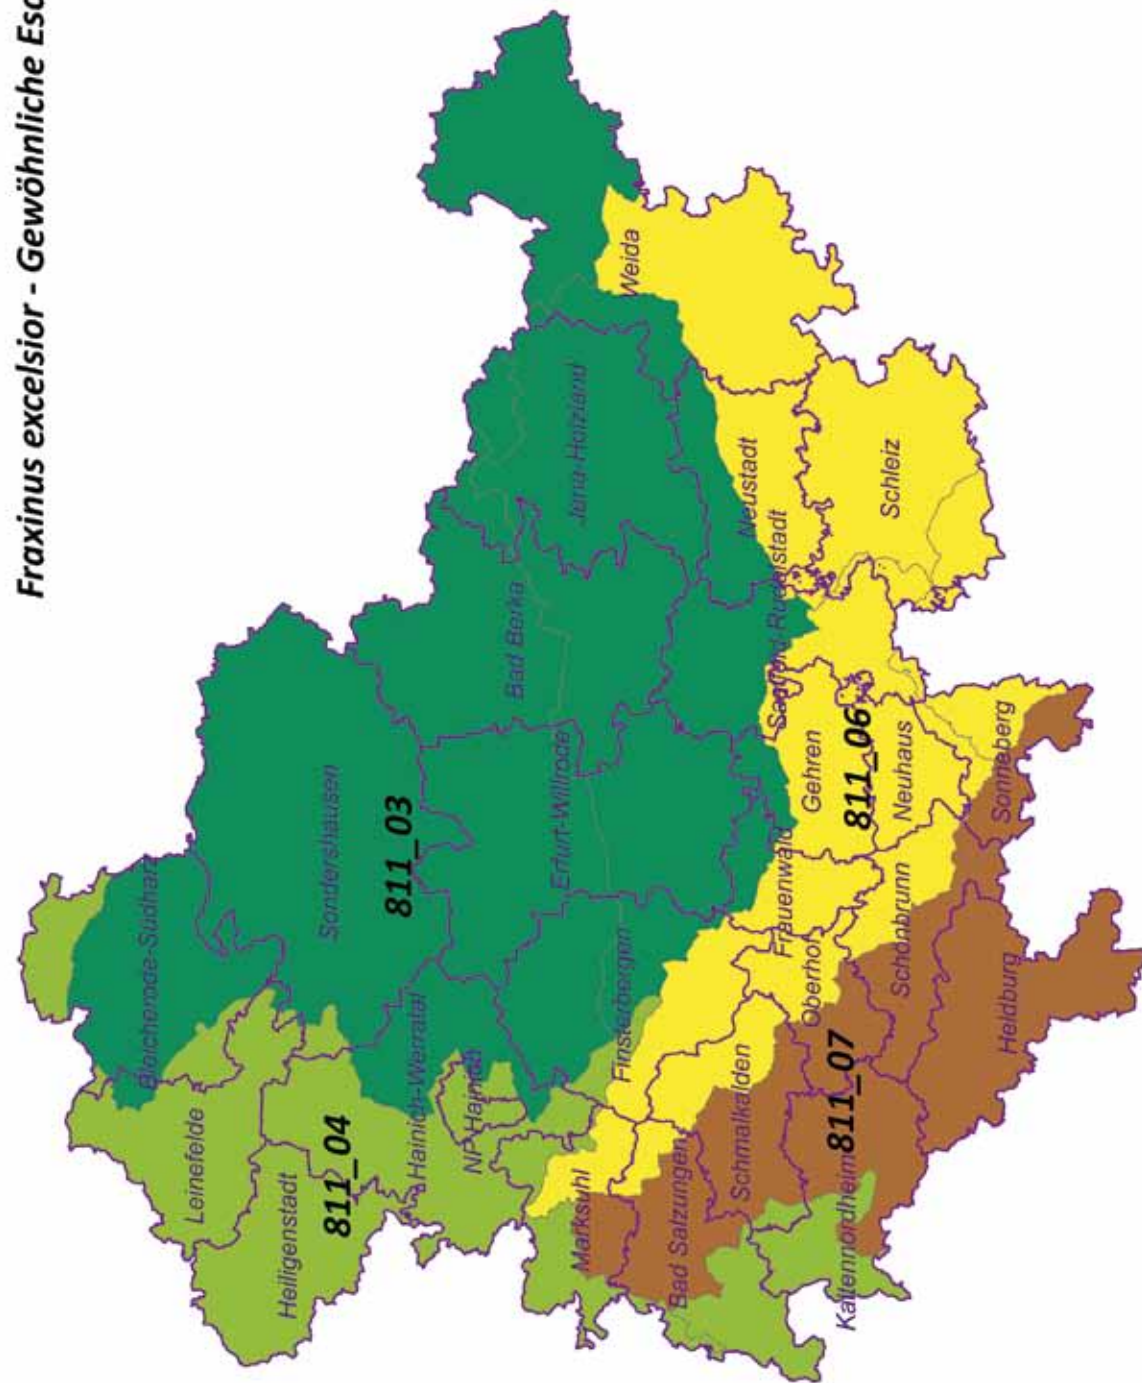 Fraxinus excelsior - Gewöhnliche Esc
Bleicherode-Südharz
Leinefelde
Heiligenstadt
811_04
Sondershausen
811_03
Hainich-Werratal
NP Hainich
Bad Berka
Erfurt-Willrode
Jena-Holzland
Finsterbergen
Weida
Marksuhl
Bad Salzungen
Schmalkalden
Oberhof
Frauenwald
Gehren
811_06
Saalfeld-Rudolstadt
Neustadt
Schleiz
Neuhaus
Schönbrunn
Sonneberg
811_07
Kaltennordheim
Heldburg